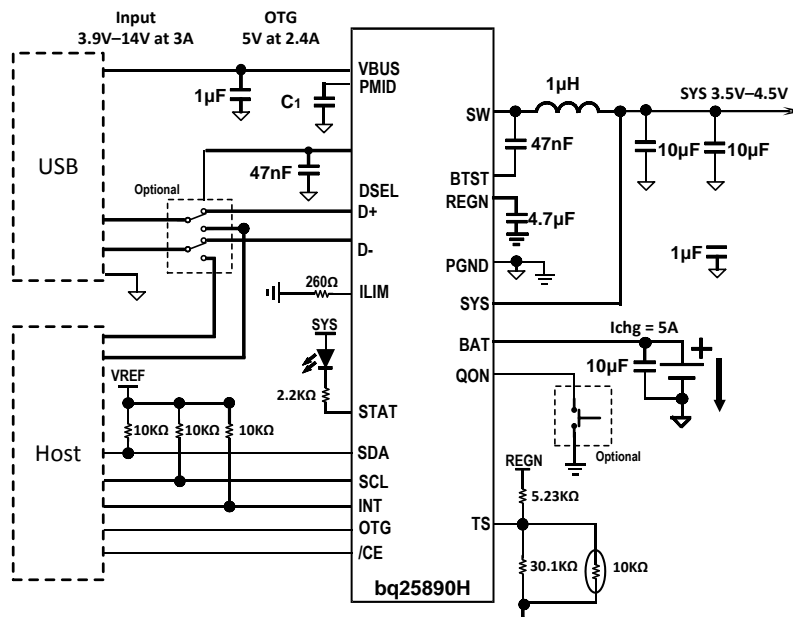 Input
3.9V–14V at 3A
OTG
5V at 2.4A
VBUS
PMID
1µF
C1
USB
47nF
Optional
DSEL
D+
D-
260Ω
ILIM
SYS
2.2KΩ
STAT
VREF
10KΩ
10KΩ
10KΩ
Host
SDA
SCL
INT
OTG
/CE
bq25890H
SW
1µH
SYS 3.5V–4.5V
47nF
10µF
10µF
BTST
REGN
4.7µF
PGND
1µF
SYS
BAT
Ichg = 5A
10µF
+
QON
Optional
REGN
5.23KΩ
TS
30.1KΩ
10KΩ